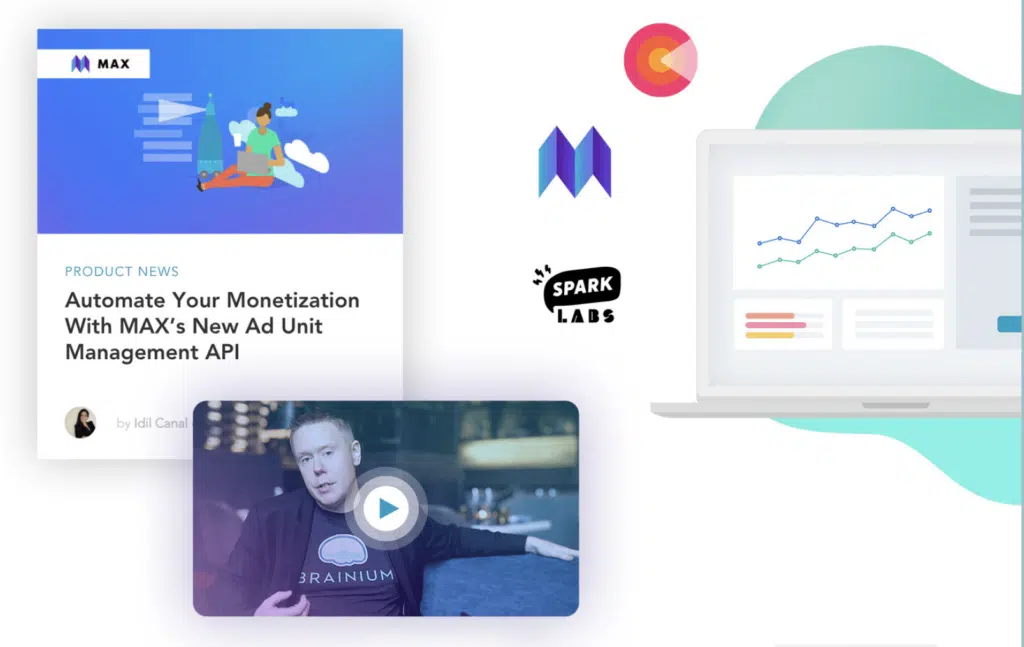 MAX
PRODUCT NEWS
Automate Your Monetization
With MAX's New Ad Unit
Management API
by Idil Canal
SPARK
LABS
BRAINIUM